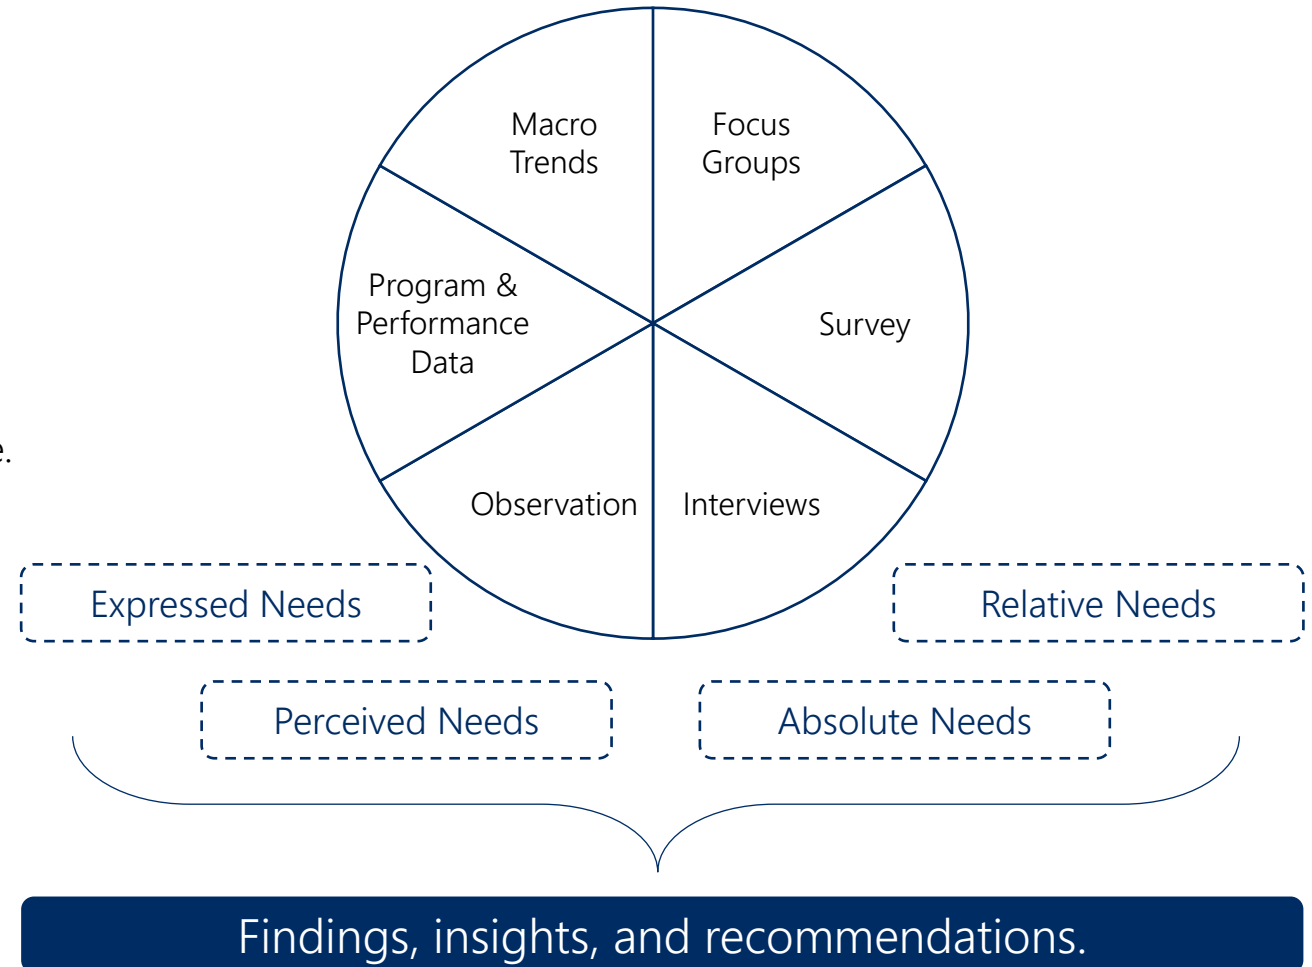 Macro
Trends
Focus
Groups
Program &
Performance
Data
Survey
e.
Observation
Interviews
Expressed Needs
Relative Needs
Perceived Needs
Absolute Needs
Findings, insights, and recommendations.